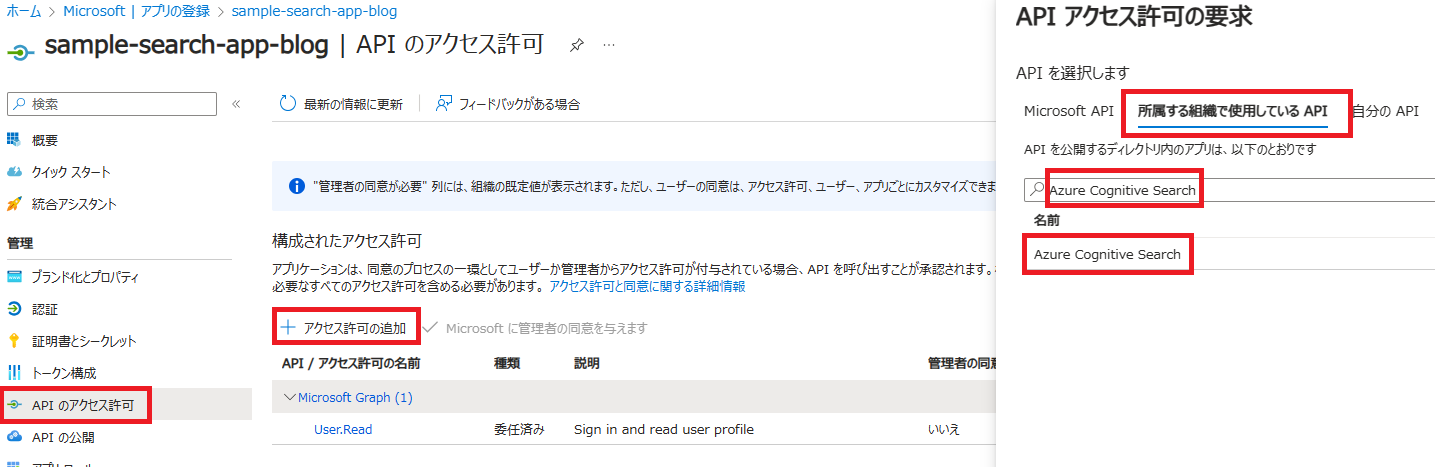 ホーム > Microsoft | アプリの登録 > sample-search-app-blog
sample-search-app-blog | API のアクセス許可
検索
概要
クイック スタート
統合アシスタント
管理
ブランド化とプロパティ
認証
証明書とシークレット
トークン構成
API のアクセス許可
API の公開
最新の情報に更新
フィードバックがある場合
"管理者の同意が必要" 列には、組織の既定値が表示されます。ただし、ユーザーの同意は、アクセス許可、ユーザー、アプリごとにカスタマイズできま
構成されたアクセス許可
アプリケーションは、同意のプロセスの一環としてユーザーか管理者からアクセス許可が付与されている場合、API を呼び出すことが承認されます。
必要なすべてのアクセス許可を含める必要があります。 アクセス許可と同意に関する詳細情報
アクセス許可の追加
Microsoft に管理者の同意を与えます
API / アクセス許可の名前 種類 説明 管理者の同意
Microsoft Graph (1)
User.Read 委任済み Sign in and read user profile いいえ
API アクセス許可の要求
API を選択します
Microsoft API 所属する組織で使用している API 自分の API
API を公開するディレクトリ内のアプリは、以下のとおりです
Azure Cognitive Search
名前
Azure Cognitive Search